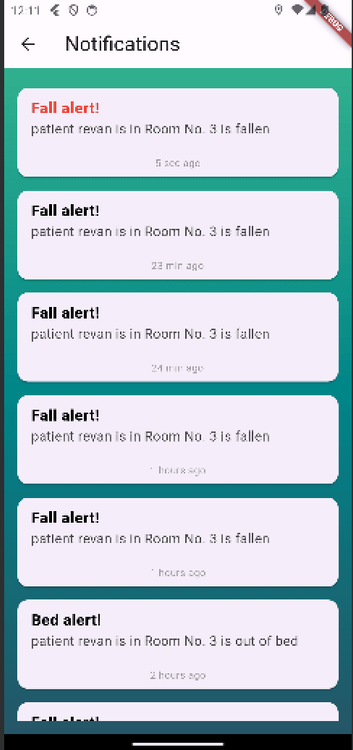 12:11
DEBUG
Notifications
Fall alert!
patient revan is in Room No. 3 is fallen
5 sec ago
Fall alert!
patient revan is in Room No. 3 is fallen
23 min ago
Fall alert!
patient revan is in Room No. 3 is fallen
24 min ago
Fall alert!
patient revan is in Room No. 3 is fallen
1 hours ago
Fall alert!
patient revan is in Room No. 3 is fallen
1 hours ago
Bed alert!
patient revan is in Room No. 3 is out of bed
2 hours ago
Fall alert!